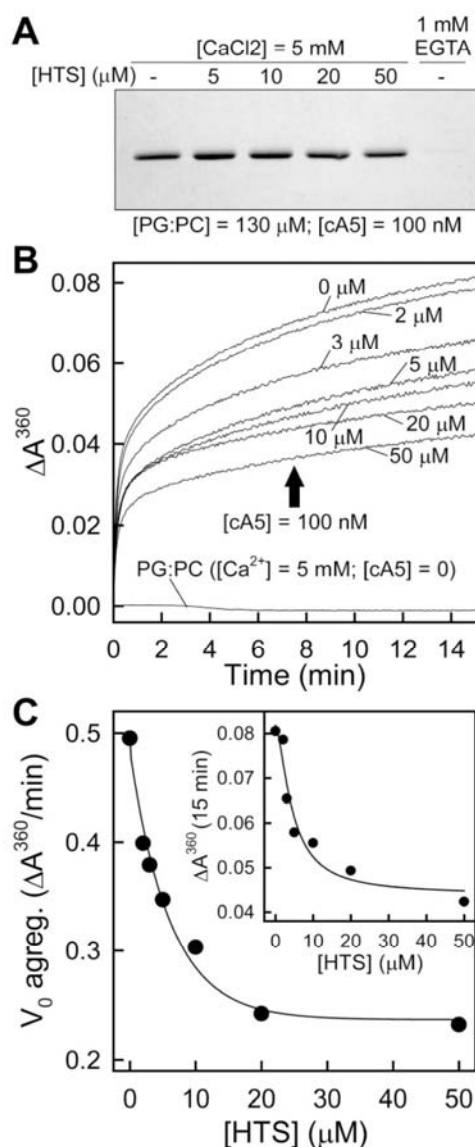 A
[CaCl2] = 5 mM
1 mM
EGTA
[HTS] (μM) - 5 10 20 50 -
[PG:PC] = 130 μM; [cA5] = 100 nM
B
0.08
0.06
0.04
0.02
0.00
ΔA³⁶⁰
0 μM
2 μM
3 μM
5 μM
10 μM
20 μM
50 μM
[cA5] = 100 nM
PG:PC ([Ca²⁺] = 5 mM; [cA5] = 0)
0 2 4 6 8 10 12 14
Time (min)
C
0.5
0.4
0.3
0.2
V₀ agreg. (ΔA³⁶⁰/min)
0.08
0.07
0.06
0.05
0.04
ΔA³⁶⁰ (15 min)
0 10 20 30 40 50
[HTS] (μM)
0 10 20 30 40 50
[HTS] (μM)